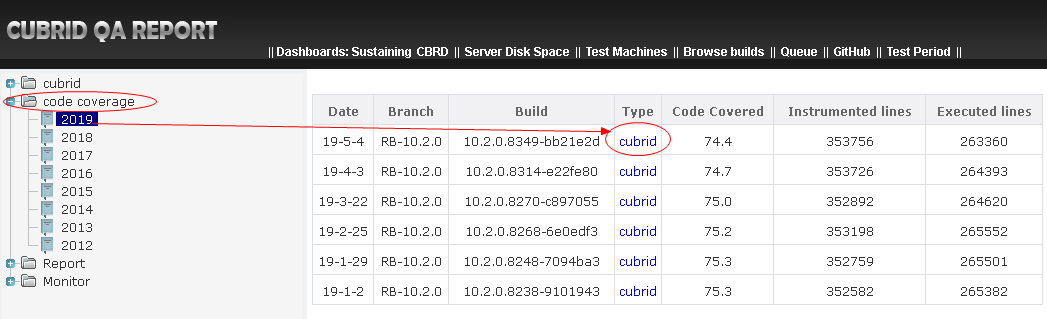 CUBRID QA REPORT
|| Dashboards: Sustaining CBRD || Server Disk Space || Test Machines || Browse builds || Queue || GitHub || Test Period ||
cubrid
code coverage
2019
2018
2017
2016
2015
2014
2013
2012
Report
Monitor
Date Branch Build Type Code Covered Instrumented lines Executed lines
19-5-4 RB-10.2.0 10.2.0.8349-bb21e2d cubrid 74.4 353756 263360
19-4-3 RB-10.2.0 10.2.0.8314-e22fe80 cubrid 74.7 353726 264393
19-3-22 RB-10.2.0 10.2.0.8270-c897055 cubrid 75.0 352892 264620
19-2-25 RB-10.2.0 10.2.0.8268-6e0edf3 cubrid 75.2 353198 265552
19-1-29 RB-10.2.0 10.2.0.8248-7094ba3 cubrid 75.3 352759 265501
19-1-2 RB-10.2.0 10.2.0.8238-9101943 cubrid 75.3 352582 265382